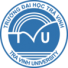 TRƯỜNG ĐẠI HỌC TRÀ VINH
TVU
TRA VINH UNIVERSITY